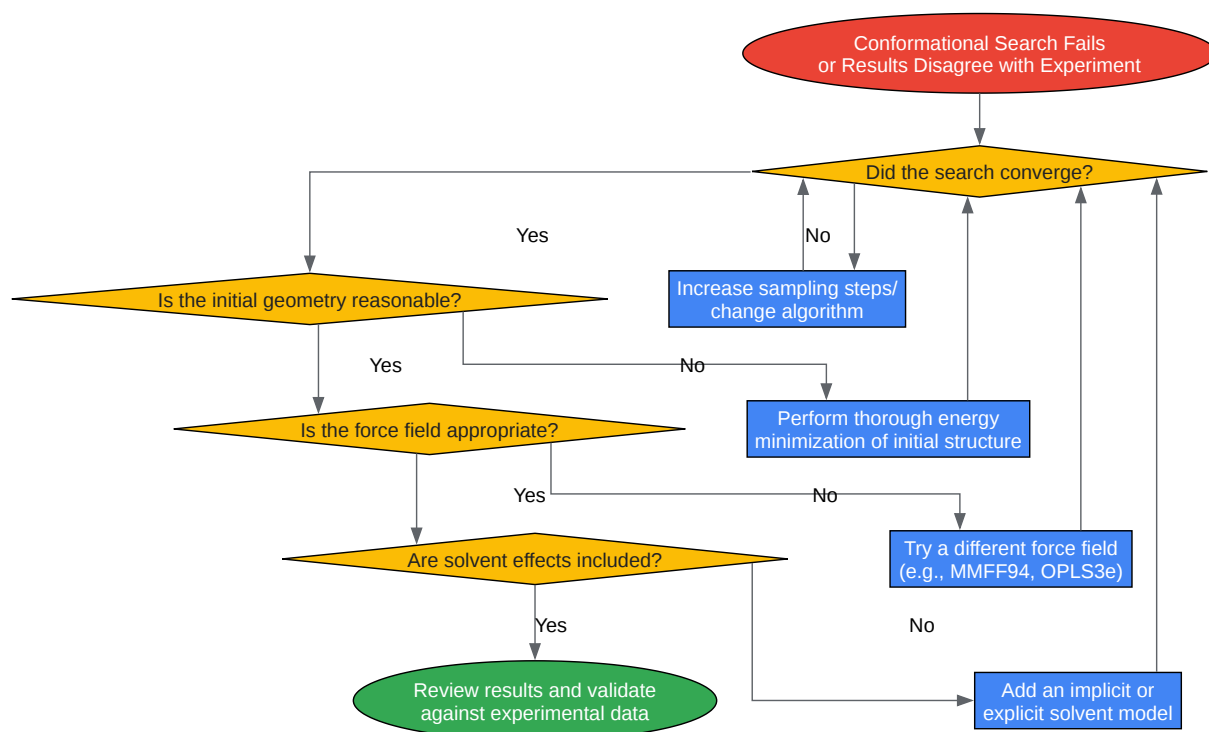 Conformational Search Fails
or Results Disagree with Experiment
Did the search converge?
Yes
No
Is the initial geometry reasonable?
Increase sampling steps/
change algorithm
Yes
No
Is the force field appropriate?
Perform thorough energy
minimization of initial structure
Yes
No
Are solvent effects included?
Try a different force field
(e.g., MMFF94, OPLS3e)
Yes
No
Review results and validate
against experimental data
Add an implicit or
explicit solvent model